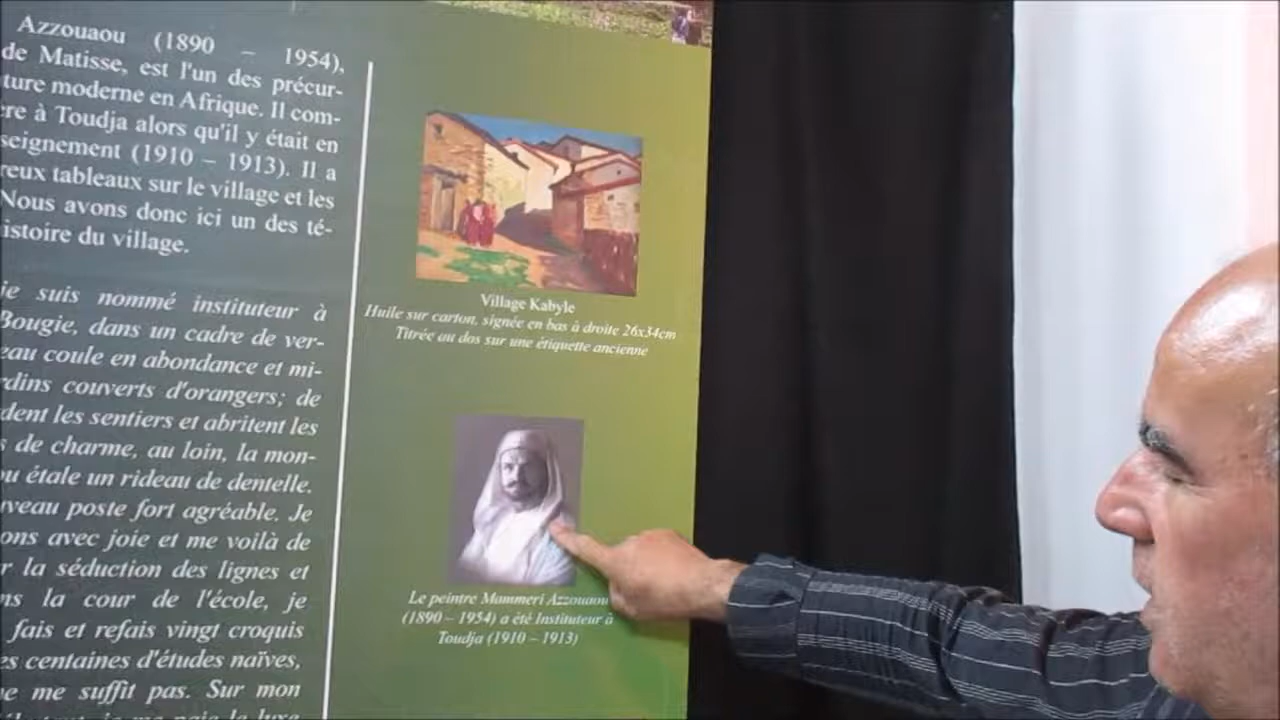 Azzouaou (1890 – 1954),
de Matisse, est l'un des précur-
ture moderne en Afrique. Il com-
re à Toudja alors qu'il y était en
seignement (1910 – 1913). Il a
reux tableaux sur le village et les
Nous avons donc ici un des té-
istoire du village.
je suis nommé instituteur à
Bougie, dans un cadre de ver-
eau coule en abondance et mi-
rdins couverts d'orangers; de
dent les sentiers et abritent les
s de charme, au loin, la mon-
ou étale un rideau de dentelle.
uveau poste fort agréable. Je
ons avec joie et me voilà de
r la séduction des lignes et
ns la cour de l'école, je
fais et refais vingt croquis
es centaines d'études naïves,
ne me suffit pas. Sur mon
je me paie le luxe
Village Kabyle
Huile sur carton, signée en bas à droite 26x34cm
Titrée au dos sur une étiquette ancienne
Le peintre Mammeri Azzouaou
(1890 – 1954) a été Instituteur à
Toudja (1910 – 1913)